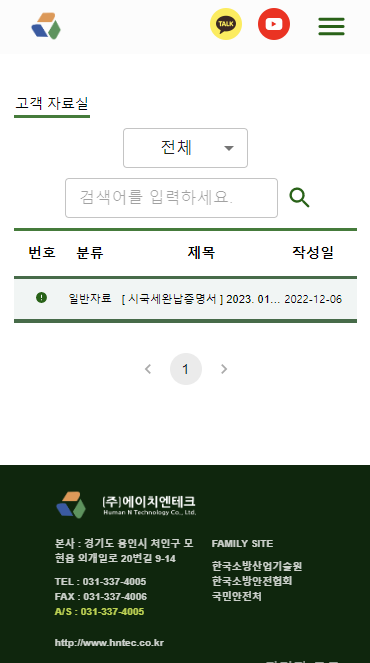 TALK
고객 자료실
전체
검색어를 입력하세요.
번호 분류 제목 작성일
일반자료 [ 시국세완납증명서 ] 2023. 01... 2022-12-06
1
(주)에이치엔테크
Human N Technology Co., Ltd.
본사 : 경기도 용인시 처인구 모
현읍 외개일로 20번길 9-14
TEL : 031-337-4005
FAX : 031-337-4006
A/S : 031-337-4005
http://www.hntec.co.kr
FAMILY SITE
한국소방산업기술원
한국소방안전협회
국민안전처